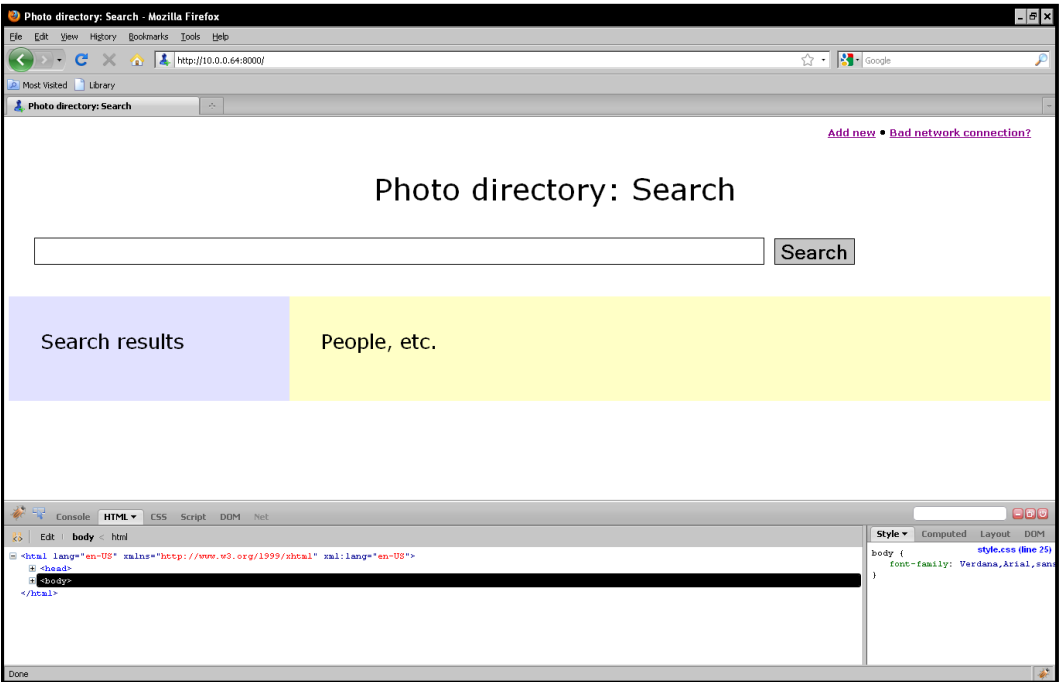 Photo directory: Search - Mozilla Firefox
File Edit View History Bookmarks Tools Help
http://10.0.0.64:8000/ Google
Most Visited Library
Photo directory: Search
Add new • Bad network connection?
Photo directory: Search
Search
Search results People, etc.
Console HTML CSS Script DOM Net
Edit body < html Style Computed Layout DOM
<html lang="en-US" xmlns="http://www.w3.org/1999/xhtml" xml:lang="en-US">
<head>
<body>
</html>
body { style.css (line 25)
font-family: Verdana,Arial,sans
}
Done